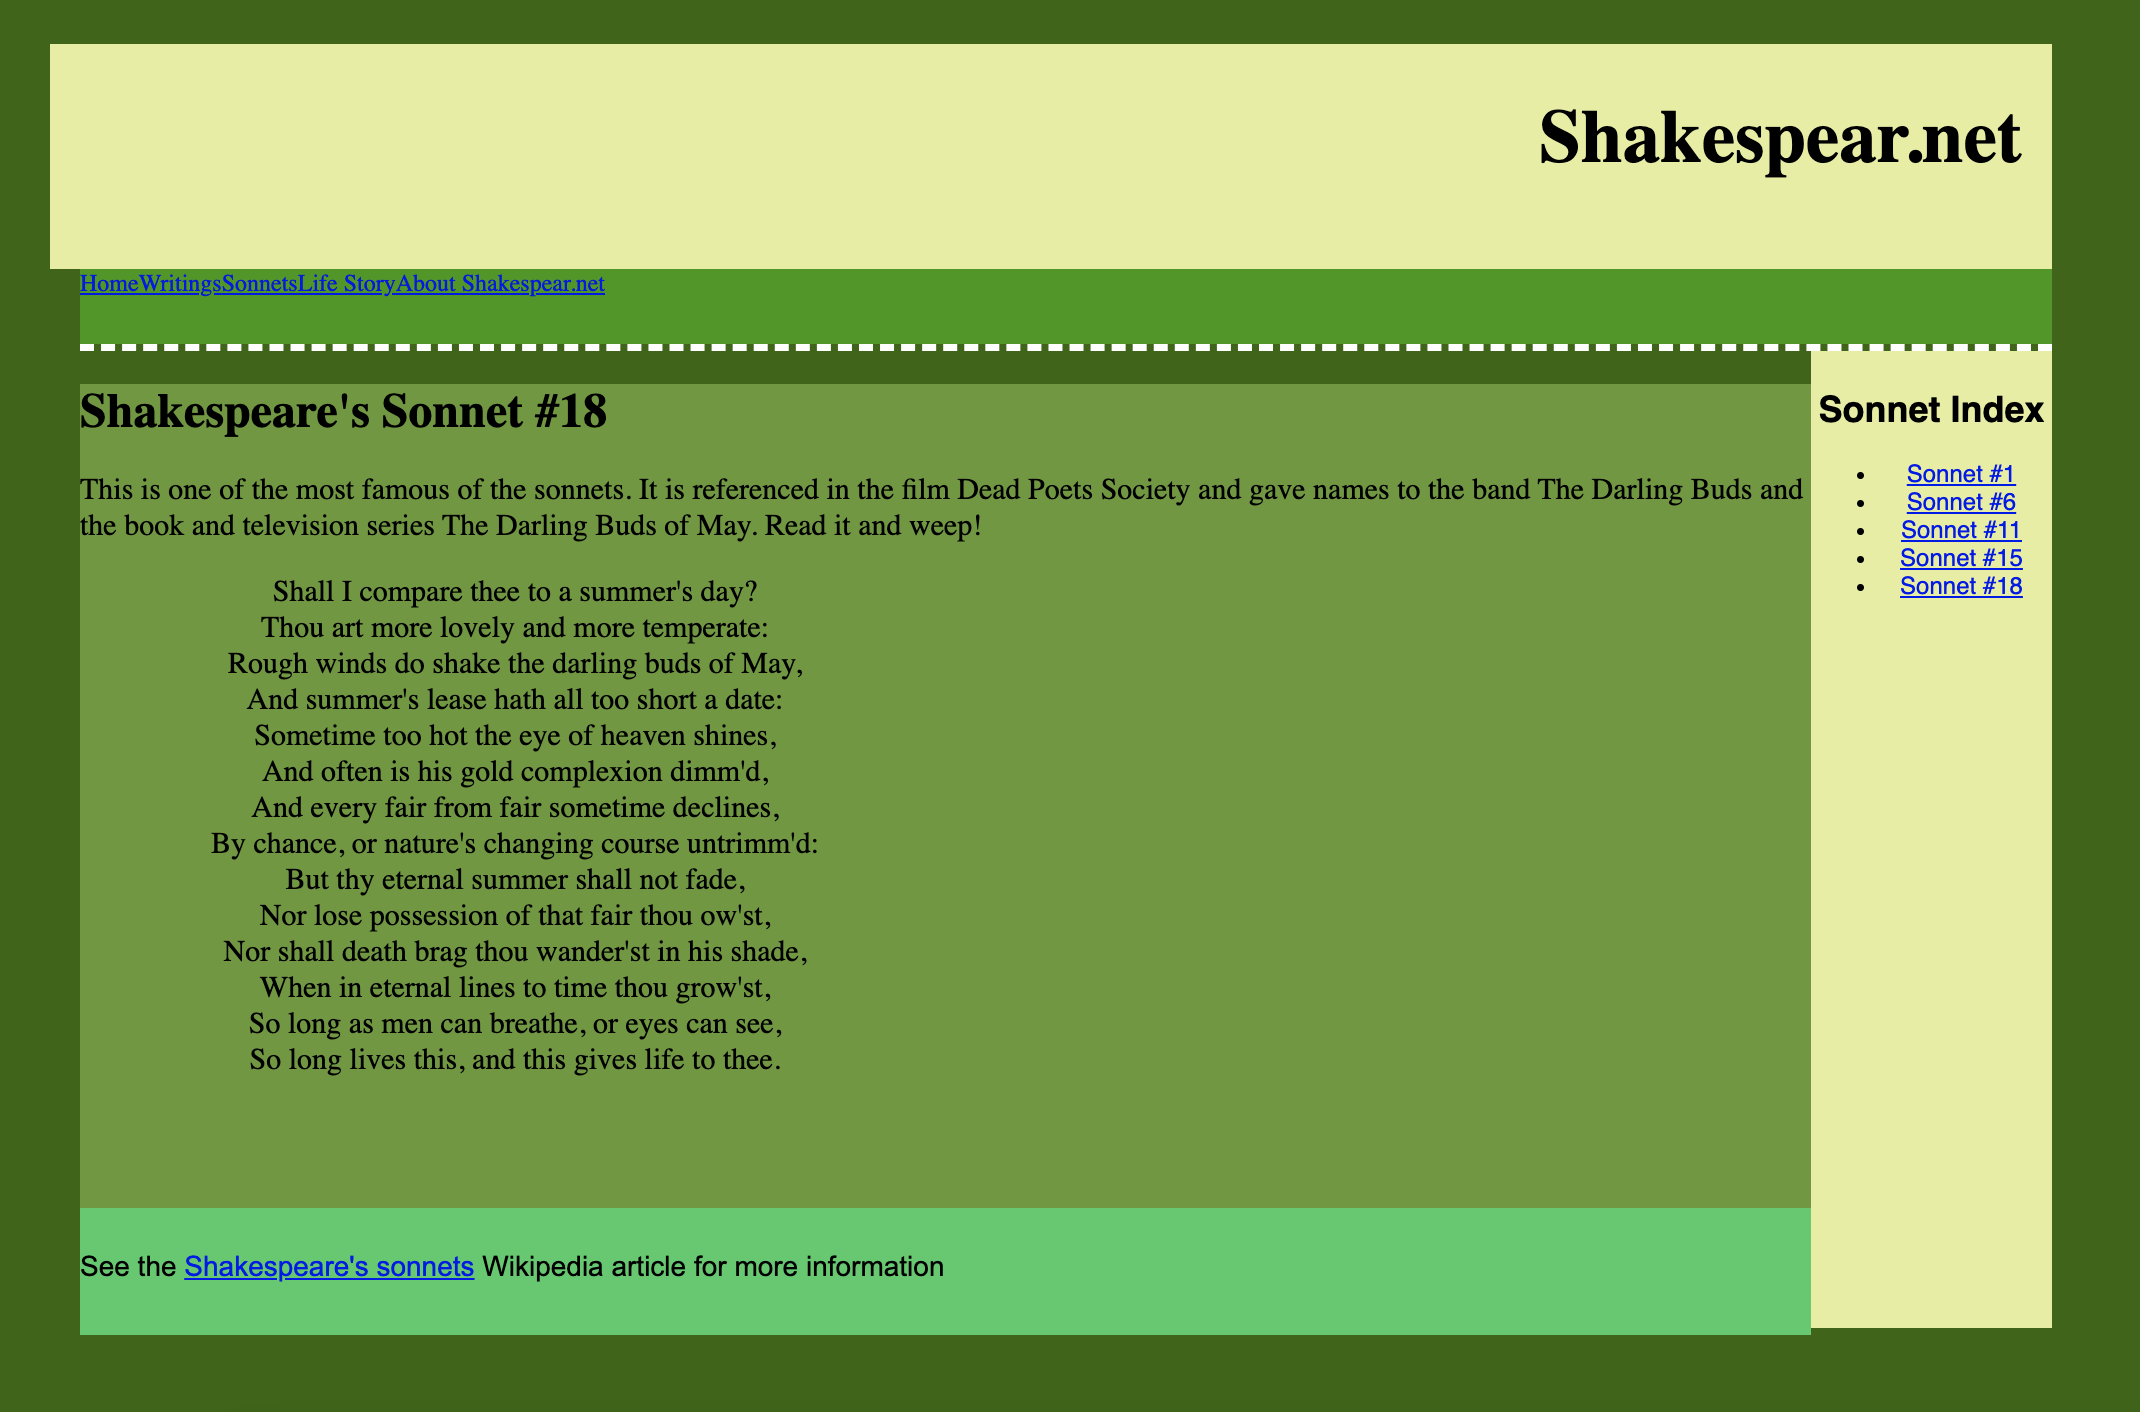 Shakespear.net
HomeWritingsSonnetsLife StoryAbout Shakespear.net
Shakespeare's Sonnet #18
This is one of the most famous of the sonnets. It is referenced in the film Dead Poets Society and gave names to the band The Darling Buds and
the book and television series The Darling Buds of May. Read it and weep!
Shall I compare thee to a summer's day?
Thou art more lovely and more temperate:
Rough winds do shake the darling buds of May,
And summer's lease hath all too short a date:
Sometime too hot the eye of heaven shines,
And often is his gold complexion dimm'd,
And every fair from fair sometime declines,
By chance, or nature's changing course untrimm'd:
But thy eternal summer shall not fade,
Nor lose possession of that fair thou ow'st,
Nor shall death brag thou wander'st in his shade,
When in eternal lines to time thou grow'st,
So long as men can breathe, or eyes can see,
So long lives this, and this gives life to thee.
Sonnet Index
• Sonnet #1
• Sonnet #6
• Sonnet #11
• Sonnet #15
• Sonnet #18
See the Shakespeare's sonnets Wikipedia article for more information